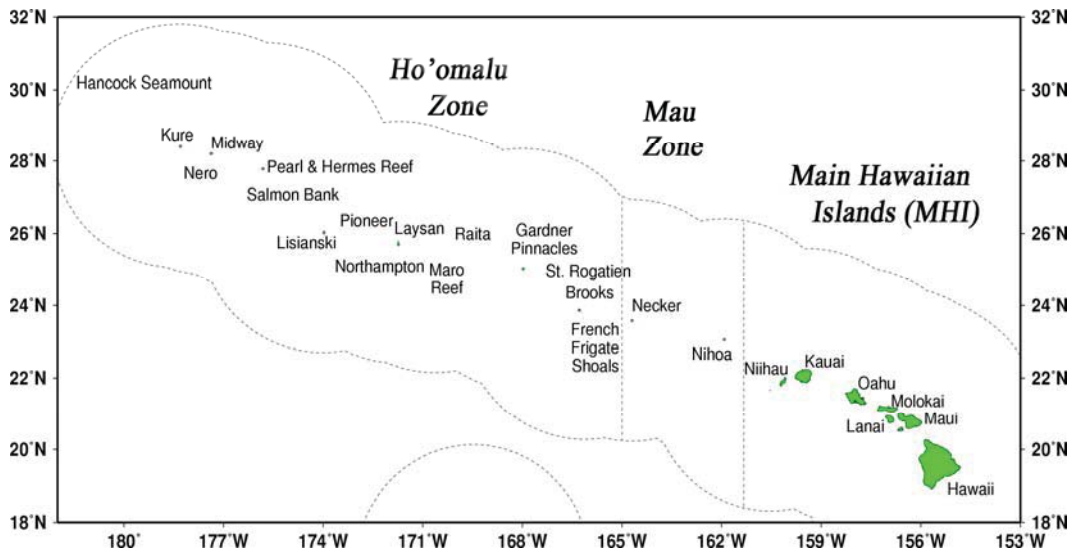 32°N
32°N
Ho’omalu
Zone
Hancock Seamount
30°N
30°N
Mau
Zone
Kure
Midway
28°N
28°N
Nero
Pearl & Hermes Reef
Salmon Bank
Main Hawaiian
Islands (MHI)
Pioneer
Laysan
Raita
Gardner
Pinnacles
26°N
26°N
Lisianski
Northampton
Maro
Reef
St. Rogatien
Brooks
24°N
24°N
Necker
French
Frigate
Shoals
Nihoa
Niihau
Kauai
22°N
22°N
Oahu
Molokai
Lanai
Maui
20°N
20°N
Hawaii
18°N
18°N
180°
177°W
174°W
171°W
168°W
165°W
162°W
159°W
156°W
153°W